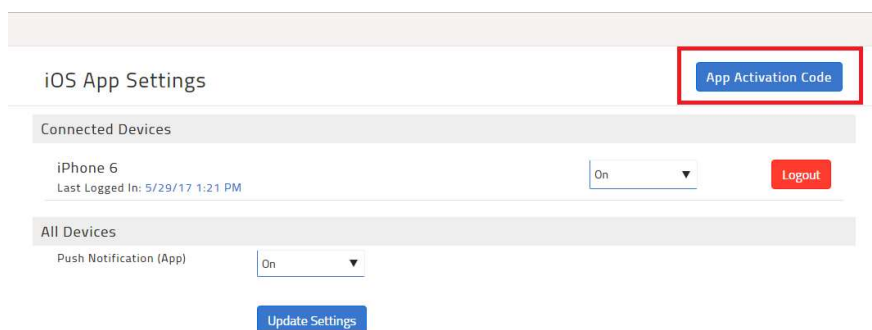 iOS App Settings
App Activation Code
Connected Devices
iPhone 6
Last Logged In: 5/29/17 1:21 PM
On
Logout
All Devices
Push Notification (App)
On
Update Settings